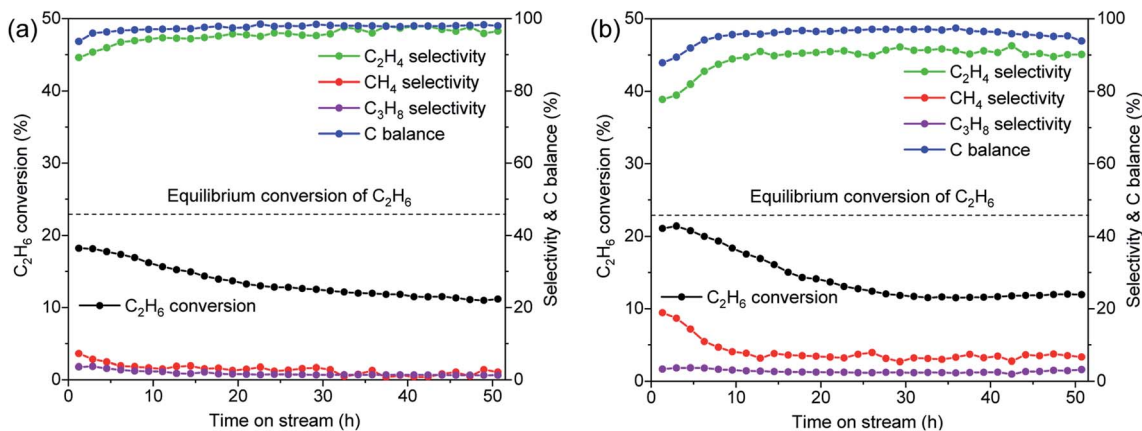 (a)
50
40
30
20
10
0
C₂H₆ conversion (%)
100
80
60
40
20
0
Selectivity & C balance (%)
C₂H₄ selectivity
CH₄ selectivity
C₃H₈ selectivity
C balance
Equilibrium conversion of C₂H₆
C₂H₆ conversion
0 10 20 30 40 50
Time on stream (h)
(b)
50
40
30
20
10
0
C₂H₆ conversion (%)
100
80
60
40
20
0
Selectivity & C balance (%)
C₂H₄ selectivity
CH₄ selectivity
C₃H₈ selectivity
C balance
Equilibrium conversion of C₂H₆
C₂H₆ conversion
0 10 20 30 40 50
Time on stream (h)